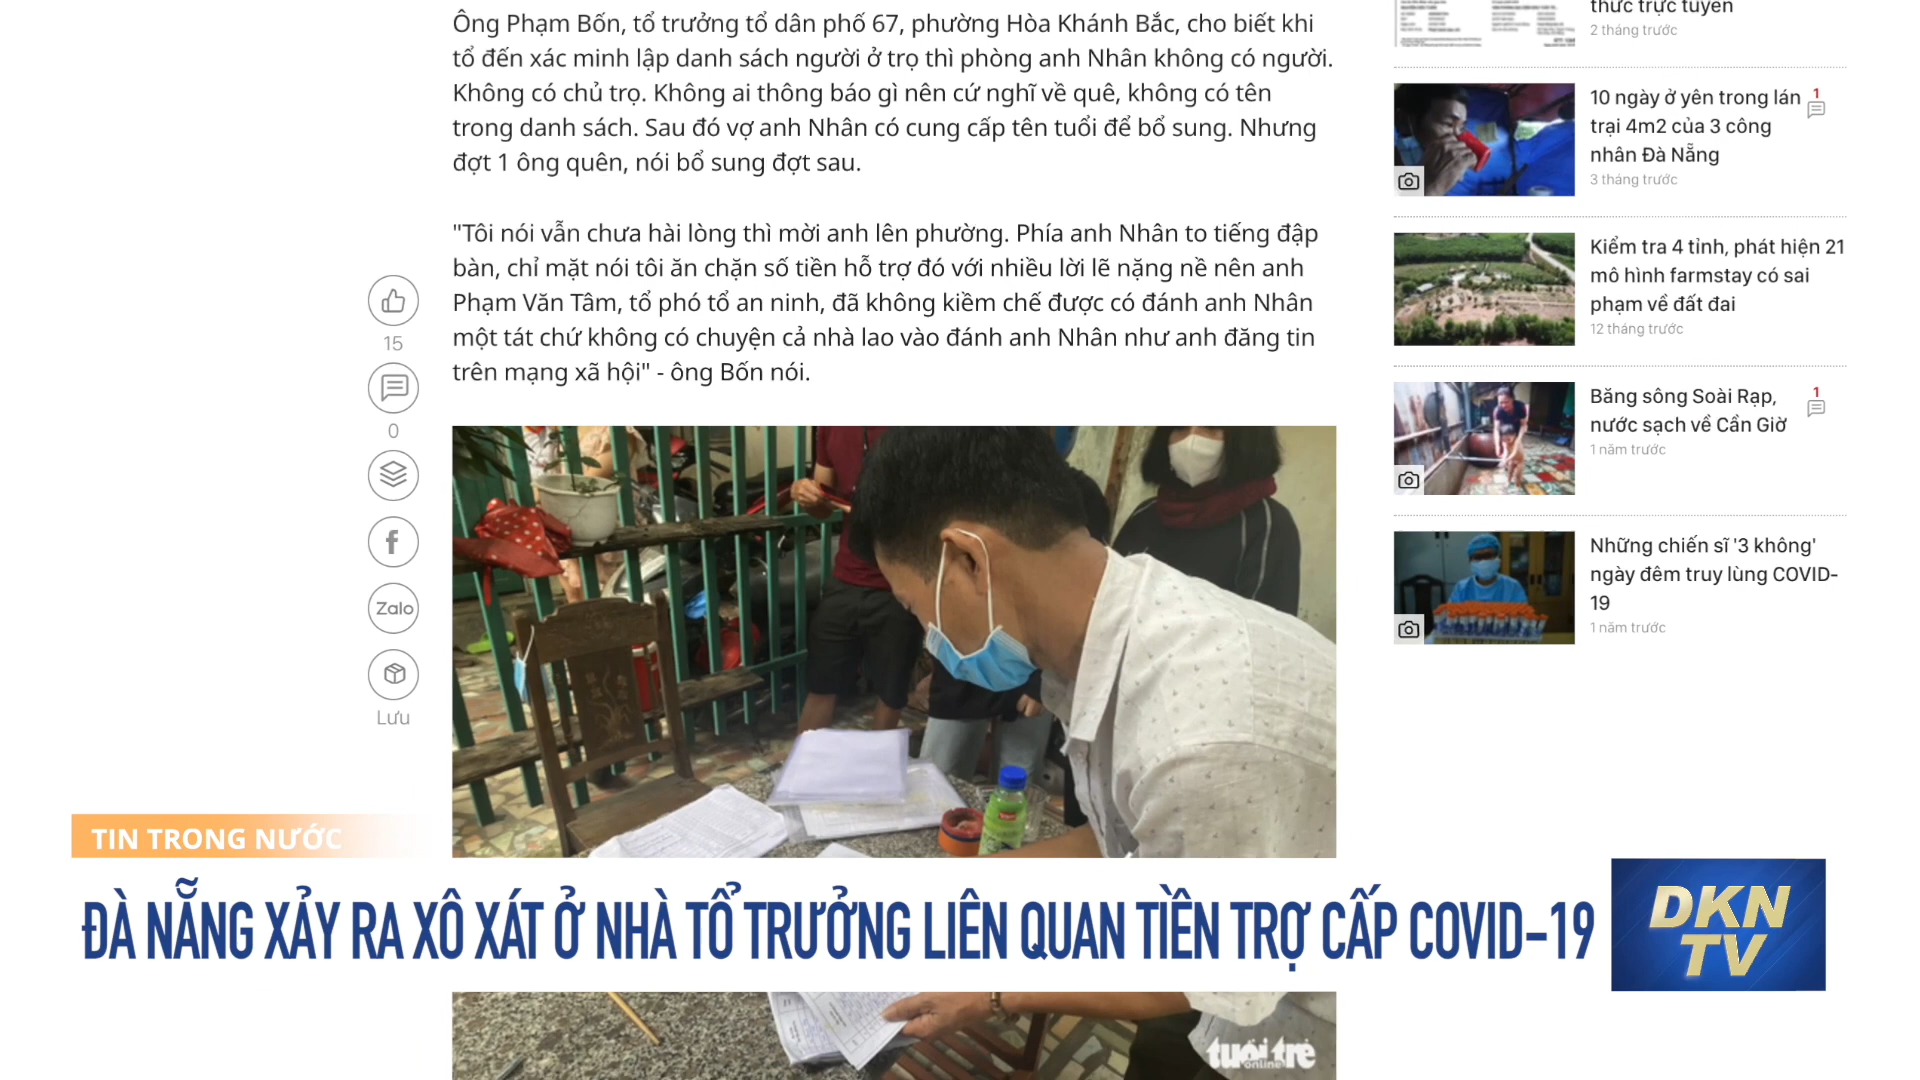 Ông Phạm Bốn, tổ trưởng tổ dân phố 67, phường Hòa Khánh Bắc, cho biết khi
tổ đến xác minh lập danh sách người ở trọ thì phòng anh Nhân không có người.
Không có chủ trọ. Không ai thông báo gì nên cứ nghĩ về quê, không có tên
trong danh sách. Sau đó vợ anh Nhân có cung cấp tên tuổi để bổ sung. Nhưng
đợt 1 ông quên, nói bổ sung đợt sau.
"Tôi nói vẫn chưa hài lòng thì mời anh lên phường. Phía anh Nhân to tiếng đập
bàn, chỉ mặt nói tôi ăn chặn số tiền hỗ trợ đó với nhiều lời lẽ nặng nề nên anh
Phạm Văn Tâm, tổ phó tổ an ninh, đã không kiềm chế được có đánh anh Nhân
một tát chứ không có chuyện cả nhà lao vào đánh anh Nhân như anh đăng tin
trên mạng xã hội" - ông Bốn nói.
15
0
Zalo
Lưu
thức trực tuyến
2 tháng trước
10 ngày ở yên trong lán
trại 4m2 của 3 công
nhân Đà Nẵng
1
3 tháng trước
Kiểm tra 4 tỉnh, phát hiện 21
mô hình farmstay có sai
phạm về đất đai
12 tháng trước
Băng sông Soài Rạp,
nước sạch về Cần Giờ
1
1 năm trước
Những chiến sĩ '3 không'
ngày đêm truy lùng COVID-
19
1 năm trước
TIN TRONG NƯỚC
ĐÀ NẴNG XẢY RA XÔ XÁT Ở NHÀ TỔ TRƯỞNG LIÊN QUAN TIỀN TRỢ CẤP COVID-19
DKN
TV
tuổi trẻ
online